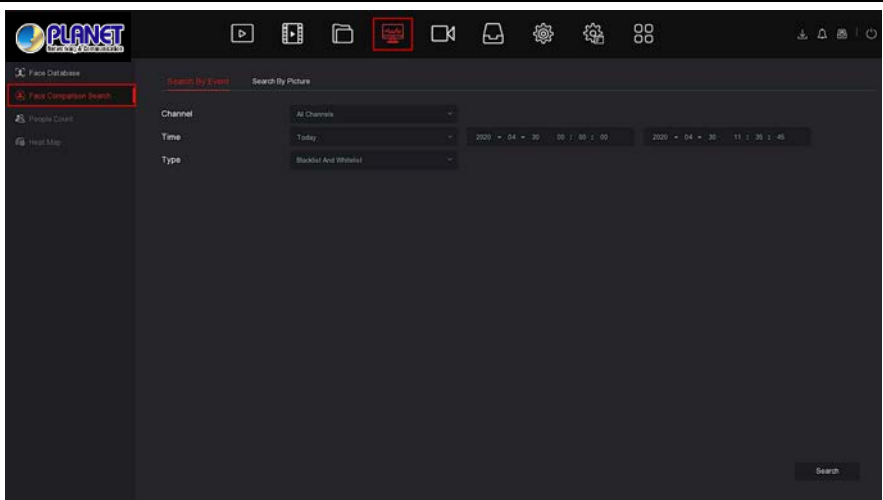 PLANET
Networking & Communication
Face Database
Face Comparison Search
People Count
Heat Map
Search By Event Search By Picture
Channel All Channels
Time Today 2020 - 04 - 30 00 : 00 : 00 2020 - 04 - 30 11 : 35 : 45
Type Blacklist And Whitelist
Search